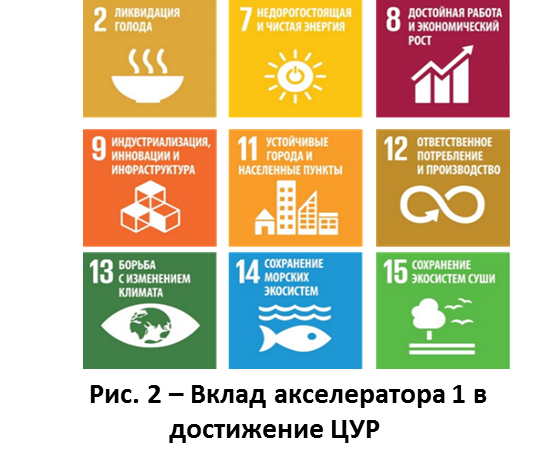 2 ЛИКВИДАЦИЯ
ГОЛОДА
7 НЕДОРОГОСТОЯЩАЯ
И ЧИСТАЯ ЭНЕРГИЯ
8 ДОСТОЙНАЯ РАБОТА
И ЭКОНОМИЧЕСКИЙ
РОСТ
9 ИНДУСТРИАЛИЗАЦИЯ,
ИННОВАЦИИ И
ИНФРАСТРУКТУРА
11 УСТОЙЧИВЫЕ
ГОРОДА И
НАСЕЛЕННЫЕ ПУНКТЫ
12 ОТВЕТСТВЕННОЕ
ПОТРЕБЛЕНИЕ
И ПРОИЗВОДСТВО
13 БОРЬБА
С ИЗМЕНЕНИЕМ
КЛИМАТА
14 СОХРАНЕНИЕ
МОРСКИХ
ЭКОСИСТЕМ
15 СОХРАНЕНИЕ
ЭКОСИСТЕМ СУШИ
Рис. 2 – Вклад акселератора 1 в
достижение ЦУР